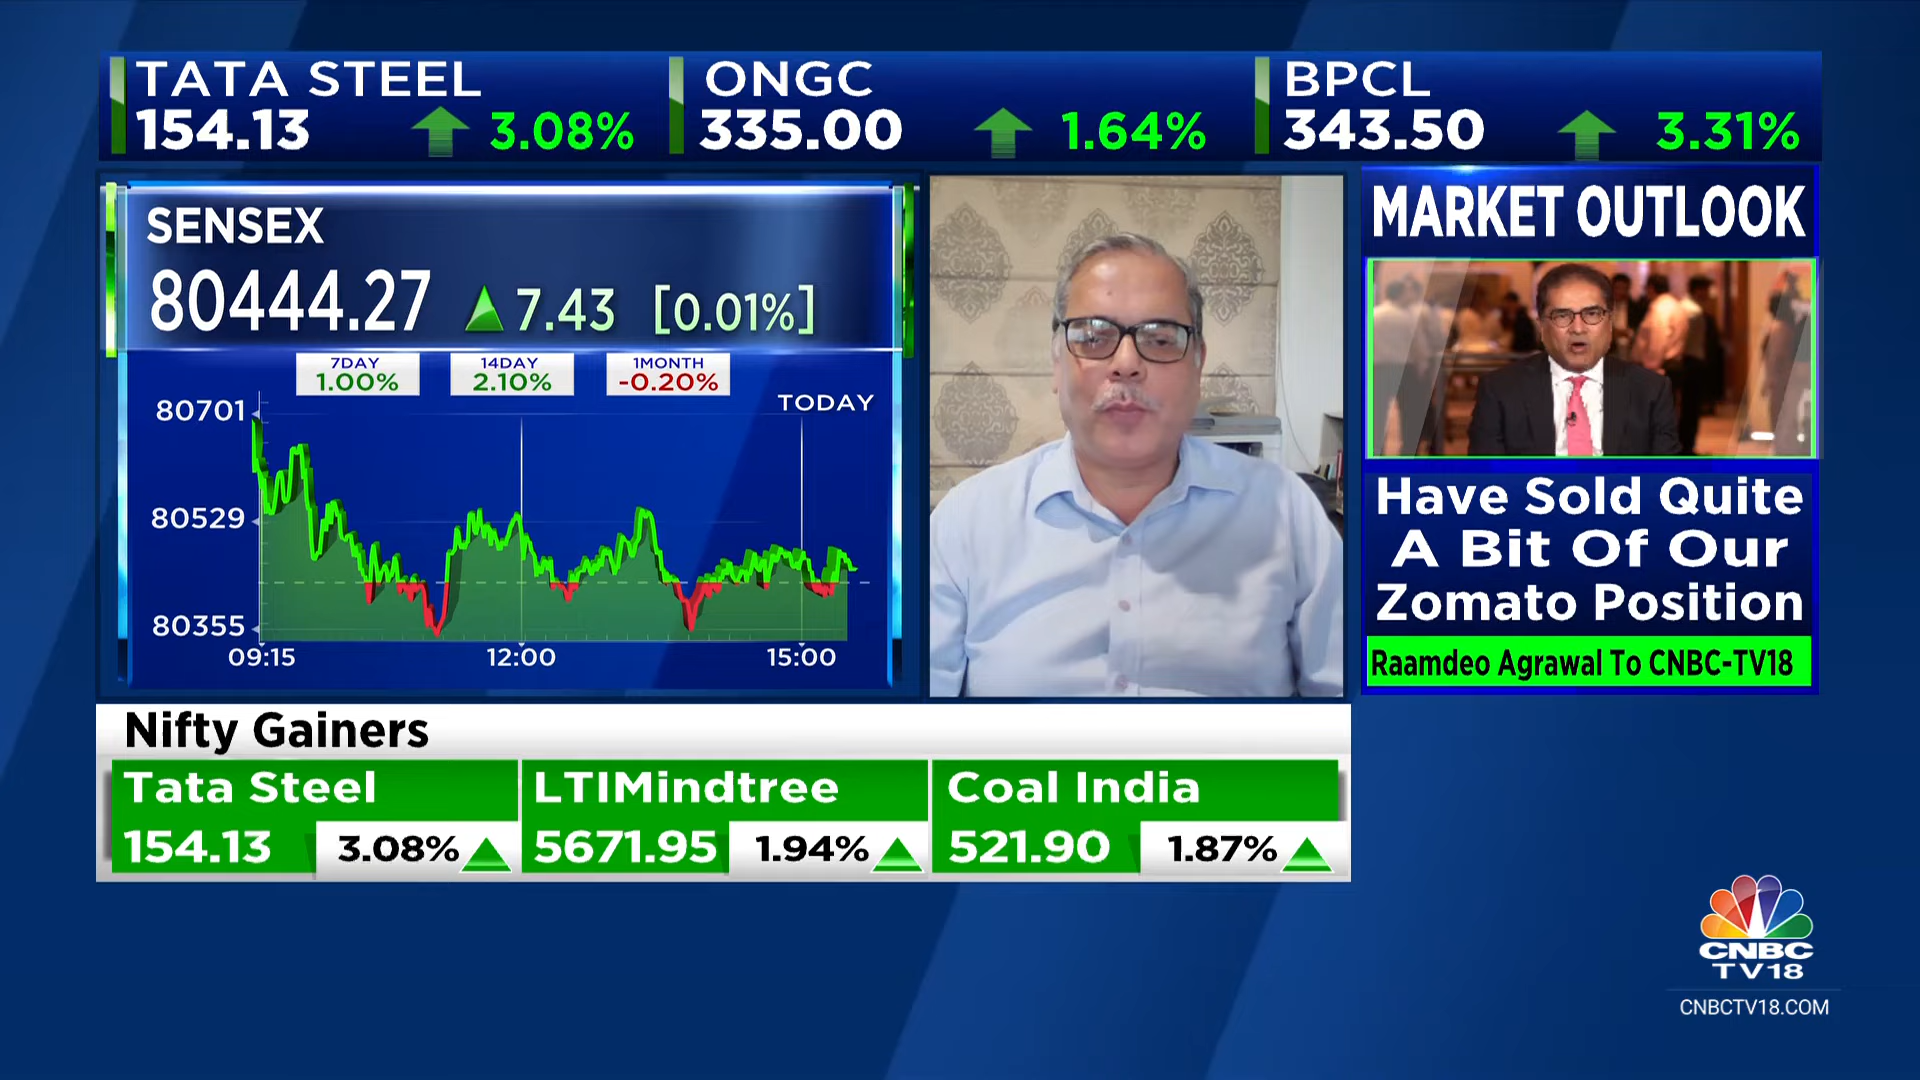 TATA STEEL
154.13 3.08%
ONGC
335.00 1.64%
BPCL
343.50 3.31%
SENSEX
80444.27 7.43 [0.01%]
7DAY
1.00%
14DAY
2.10%
1MONTH
-0.20%
TODAY
80701
80529
80355
09:15 12:00 15:00
MARKET OUTLOOK
Have Sold Quite
A Bit Of Our
Zomato Position
Raamdeo Agrawal To CNBC-TV18
Nifty Gainers
Tata Steel
154.13 3.08%
LTIMindtree
5671.95 1.94%
Coal India
521.90 1.87%
CNBC
TV18
CNBCTV18.COM